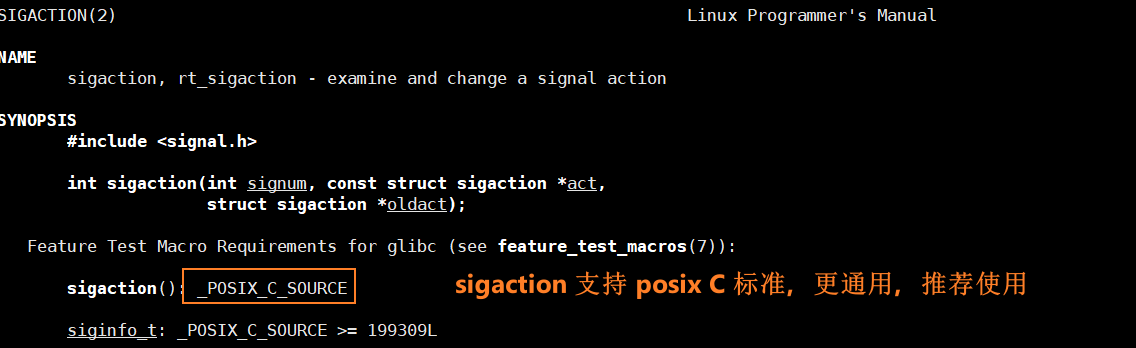 SIGACTION(2) Linux Programmer's Manual
NAME
sigaction, rt_sigaction - examine and change a signal action
SYNOPSIS
#include <signal.h>
int sigaction(int signum, const struct sigaction *act,
struct sigaction *oldact);
Feature Test Macro Requirements for glibc (see feature_test_macros(7)):
sigaction(): _POSIX_C_SOURCE sigaction 支持 posix C 标准，更通用，推荐使用
siginfo_t: _POSIX_C_SOURCE >= 199309L